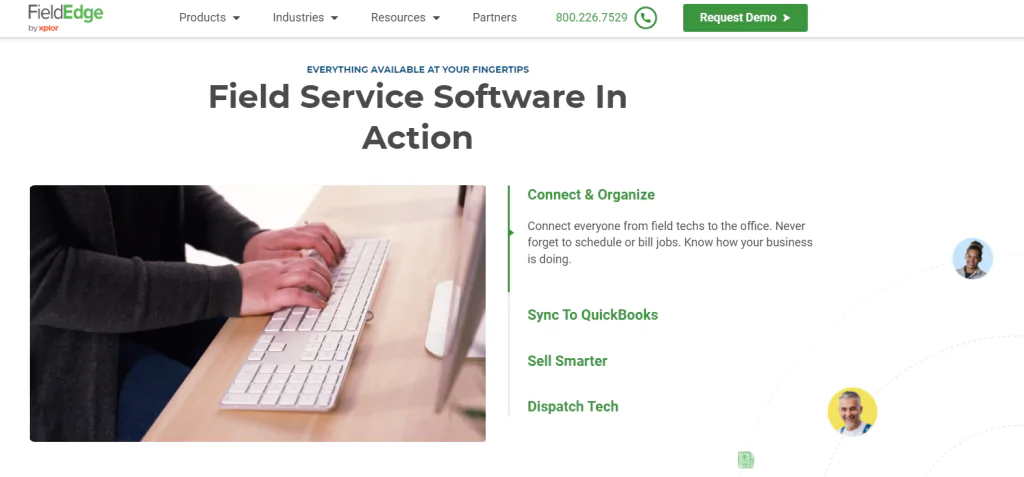 FieldEdge
by xplor
Products
Industries
Resources
Partners
800.226.7529
Request Demo
EVERYTHING AVAILABLE AT YOUR FINGERTIPS
Field Service Software In
Action
Connect & Organize
Connect everyone from field techs to the office. Never
forget to schedule or bill jobs. Know how your business
is doing.
Sync To QuickBooks
Sell Smarter
Dispatch Tech